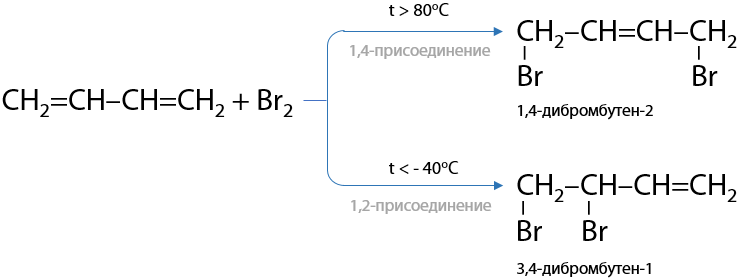 t > 80°C
1,4-присоединение
CH₂=CH–CH=CH₂ + Br₂
CH₂–CH=CH–CH₂
Br Br
1,4-дибромбутен-2
t < - 40°C
1,2-присоединение
CH₂–CH–CH=CH₂
Br Br
3,4-дибромбутен-1